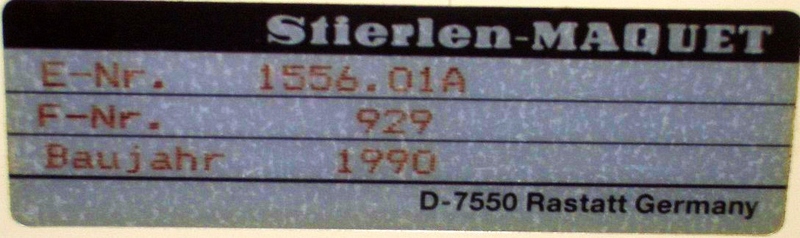 Stierlen-MAQUET
E-Nr. 1556.01A
F-Nr. 929
Baujahr 1990
D-7550 Rastatt Germany